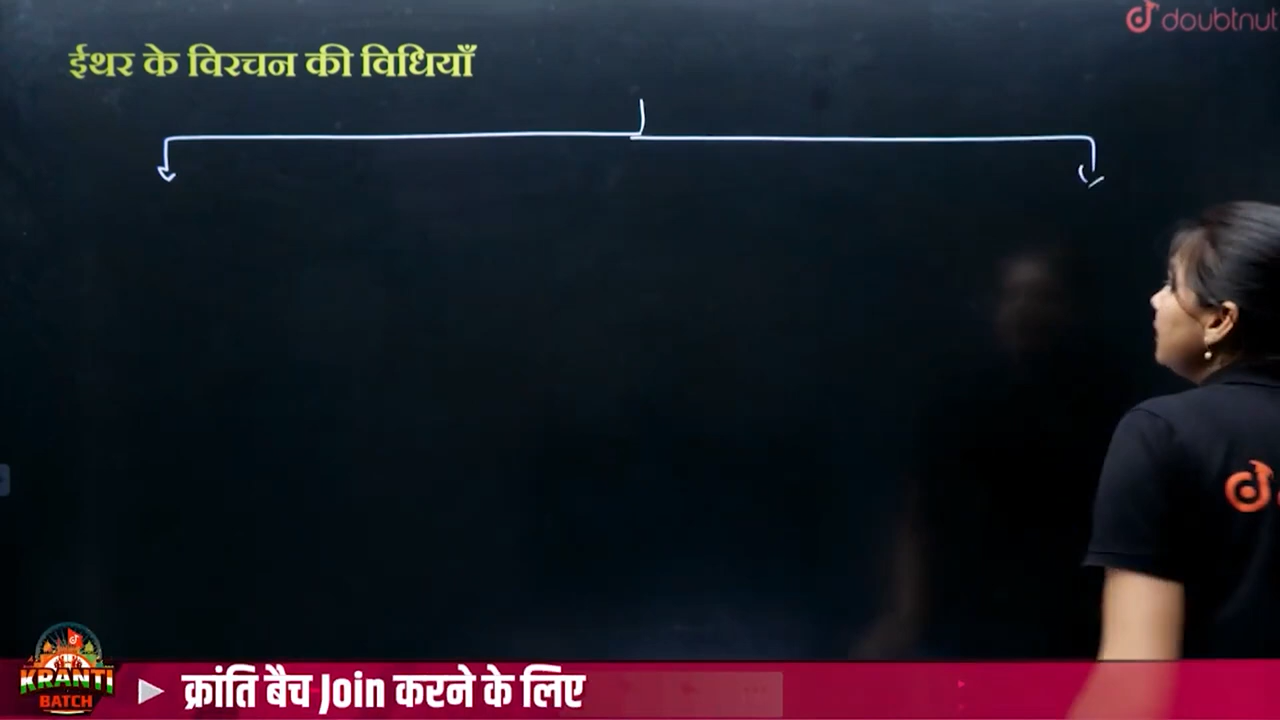 doubtnut
ईथर के विरचन की विधियाँ
KRANTI
BATCH
क्रांति बैच Join करने के लिए